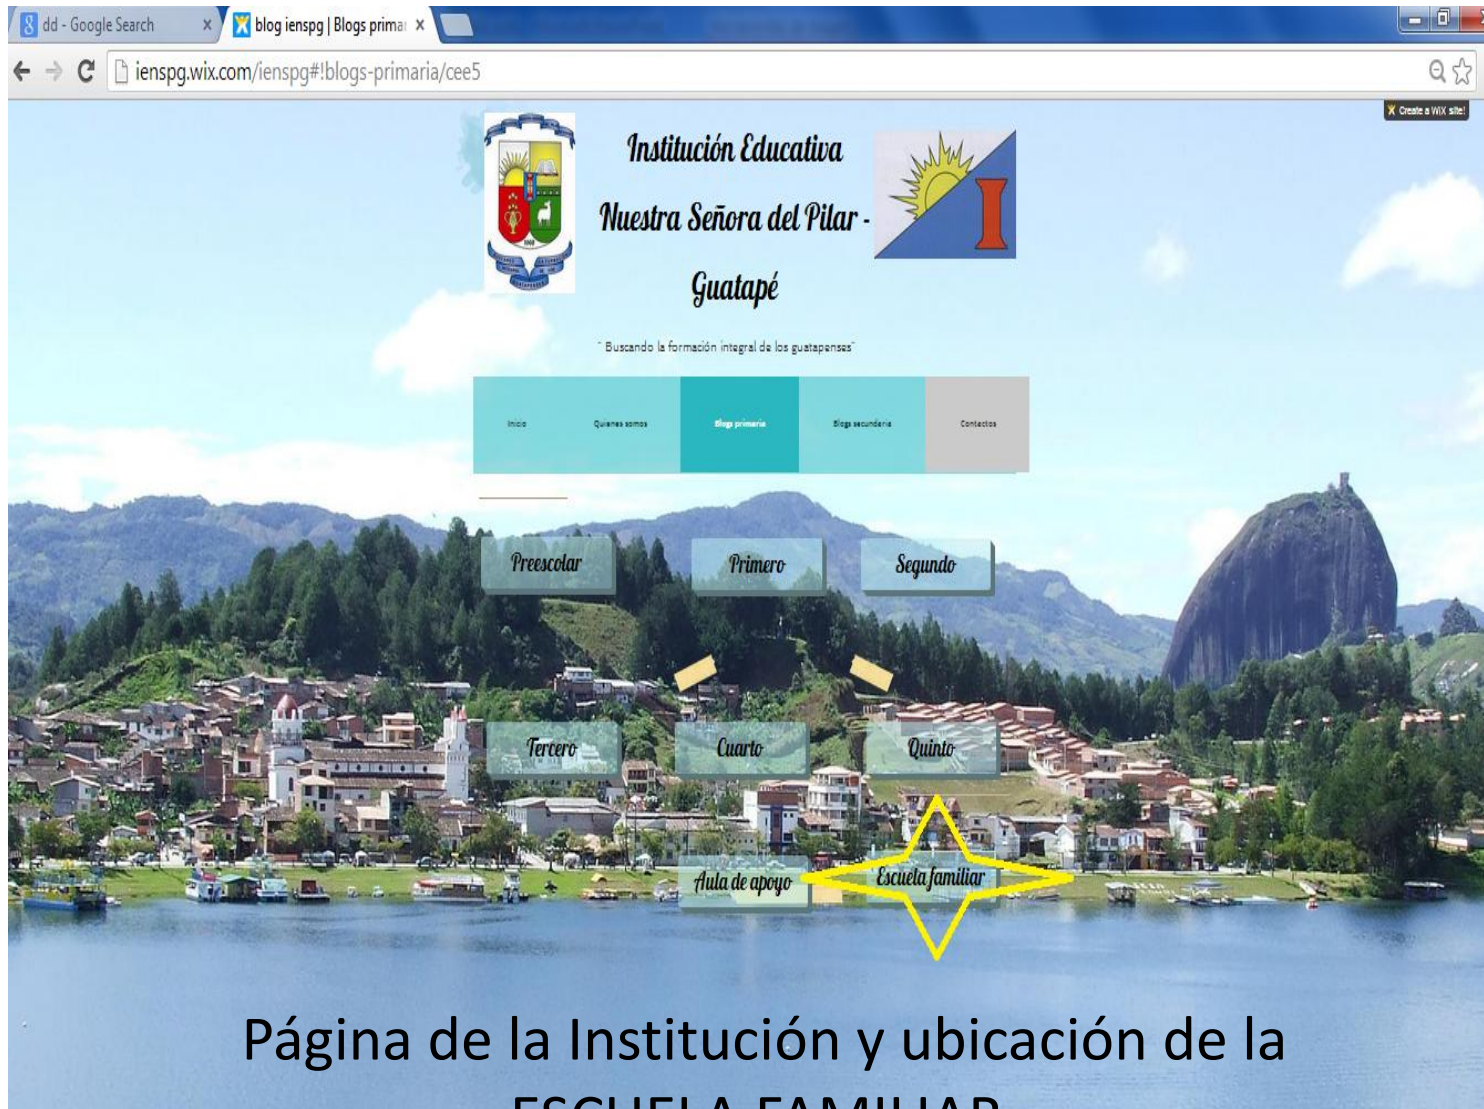 dd - Google Search
blog ienspg | Blogs prima
ienspg.wix.com/ienspg#!blogs-primaria/cee5
Create a WiX site!
Institución Educativa
Nuestra Señora del Pilar -
Guatapé
" Buscando la formación integral de los guatapenses"
Inicio Quienes somos Blogs primaria Blogs secundaria Contactos
Preescolar Primero Segundo
Tercero Cuarto Quinto
Aula de apoyo Escuela familiar
Página de la Institución y ubicación de la
ESCUELA FAMILIAR